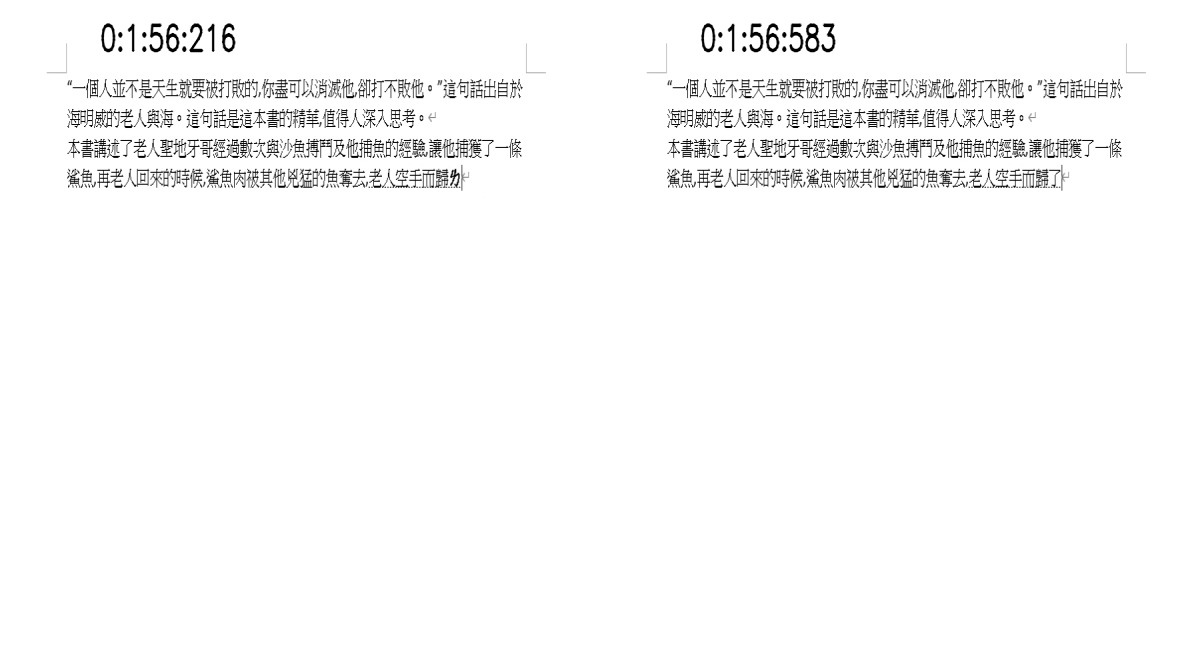 0:1:56:216
“一個人並不是天生就要被打敗的,你盡可以消滅他,卻打不敗他。”這句話出自於
海明威的老人與海。這句話是這本書的精華,值得人深入思考。
本書講述了老人聖地牙哥經過數次與沙魚搏鬥及他捕魚的經驗,讓他捕獲了一條
鯊魚,再老人回來的時候,鯊魚肉被其他兇猛的魚奪去,老人空手而歸ㄌ
0:1:56:583
“一個人並不是天生就要被打敗的,你盡可以消滅他,卻打不敗他。”這句話出自於
海明威的老人與海。這句話是這本書的精華,值得人深入思考。
本書講述了老人聖地牙哥經過數次與沙魚搏鬥及他捕魚的經驗,讓他捕獲了一條
鯊魚,再老人回來的時候,鯊魚肉被其他兇猛的魚奪去,老人空手而歸了